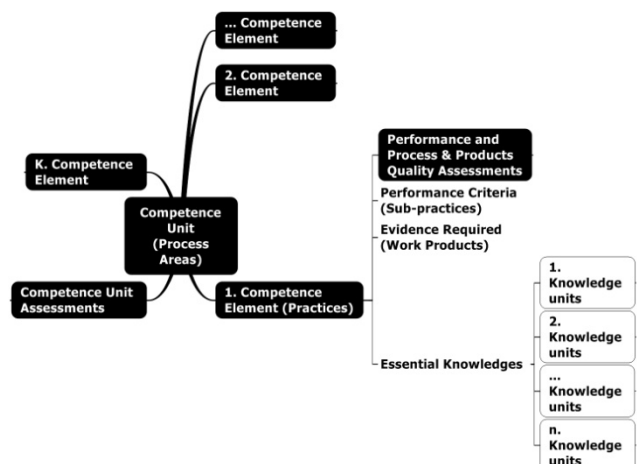 ... Competence
Element
2. Competence
Element
K. Competence
Element
Competence
Unit
(Process
Areas)
Competence Unit
Assessments
1. Competence
Element (Practices)
Performance and
Process & Products
Quality Assessments
Performance Criteria
(Sub-practices)
Evidence Required
(Work Products)
Essential Knowledges
1.
Knowledge
units
2.
Knowledge
units
...
Knowledge
units
n.
Knowledge
units